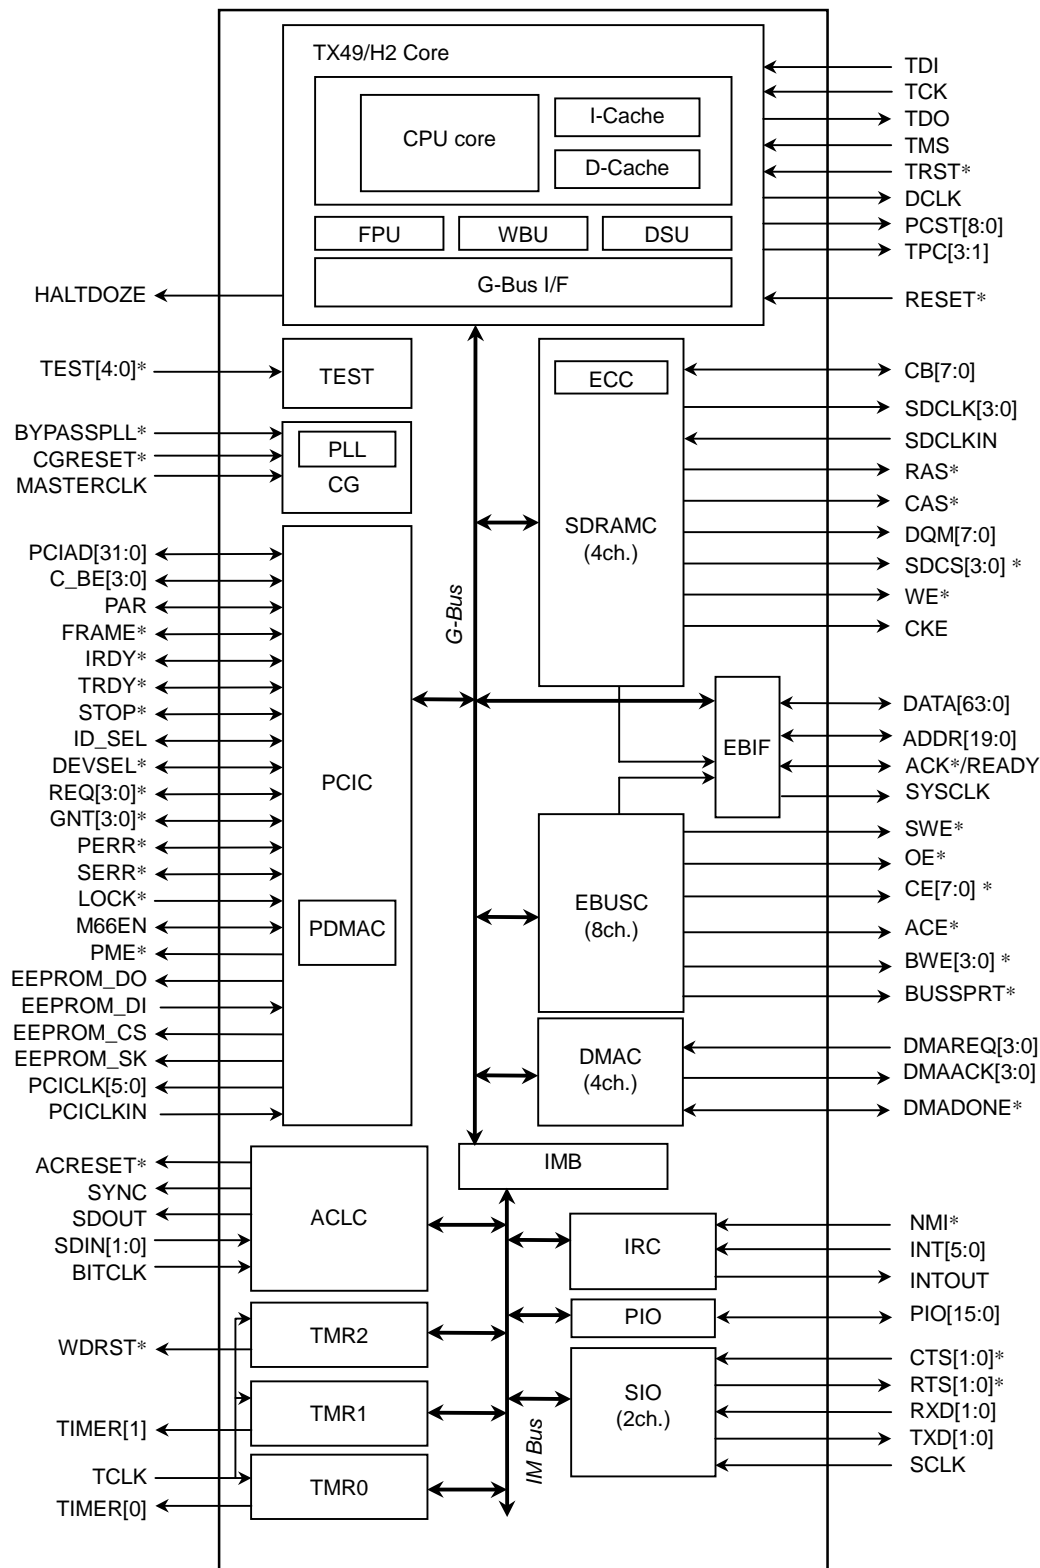 TX49/H2 Core
CPU core
I-Cache
D-Cache
FPU
WBU
DSU
G-Bus I/F
TDI
TCK
TDO
TMS
TRST*
DCLK
PCST[8:0]
TPC[3:1]
RESET*
HALTDOZE
TEST[4:0]*
TEST
BYPASSPLL*
CGRESET*
MASTERCLK
PLL
CG
ECC
SDRAMC
(4ch.)
CB[7:0]
SDCLK[3:0]
SDCLKIN
RAS*
CAS*
DQM[7:0]
SDCS[3:0] *
WE*
CKE
G-Bus
PCIAD[31:0]
C_BE[3:0]
PAR
FRAME*
IRDY*
TRDY*
STOP*
ID_SEL
DEVSEL*
REQ[3:0]*
GNT[3:0]*
PERR*
SERR*
LOCK*
M66EN
PME*
EEPROM_DO
EEPROM_DI
EEPROM_CS
EEPROM_SK
PCICLK[5:0]
PCICLKIN
PCIC
PDMAC
EBIF
DATA[63:0]
ADDR[19:0]
ACK*/READY
SYSCLK
EBUSC
(8ch.)
SWE*
OE*
CE[7:0] *
ACE*
BWE[3:0] *
BUSSPRT*
DMAC
(4ch.)
DMAREQ[3:0]
DMAACK[3:0]
DMADONE*
IMB
ACRESET*
SYNC
SDOUT
SDIN[1:0]
BITCLK
ACLC
IRC
NMI*
INT[5:0]
INTOUT
WDRST*
TMR2
PIO
PIO[15:0]
TIMER[1]
TMR1
SIO
(2ch.)
CTS[1:0]*
RTS[1:0]*
RXD[1:0]
TXD[1:0]
SCLK
IM Bus
TCLK
TIMER[0]
TMR0